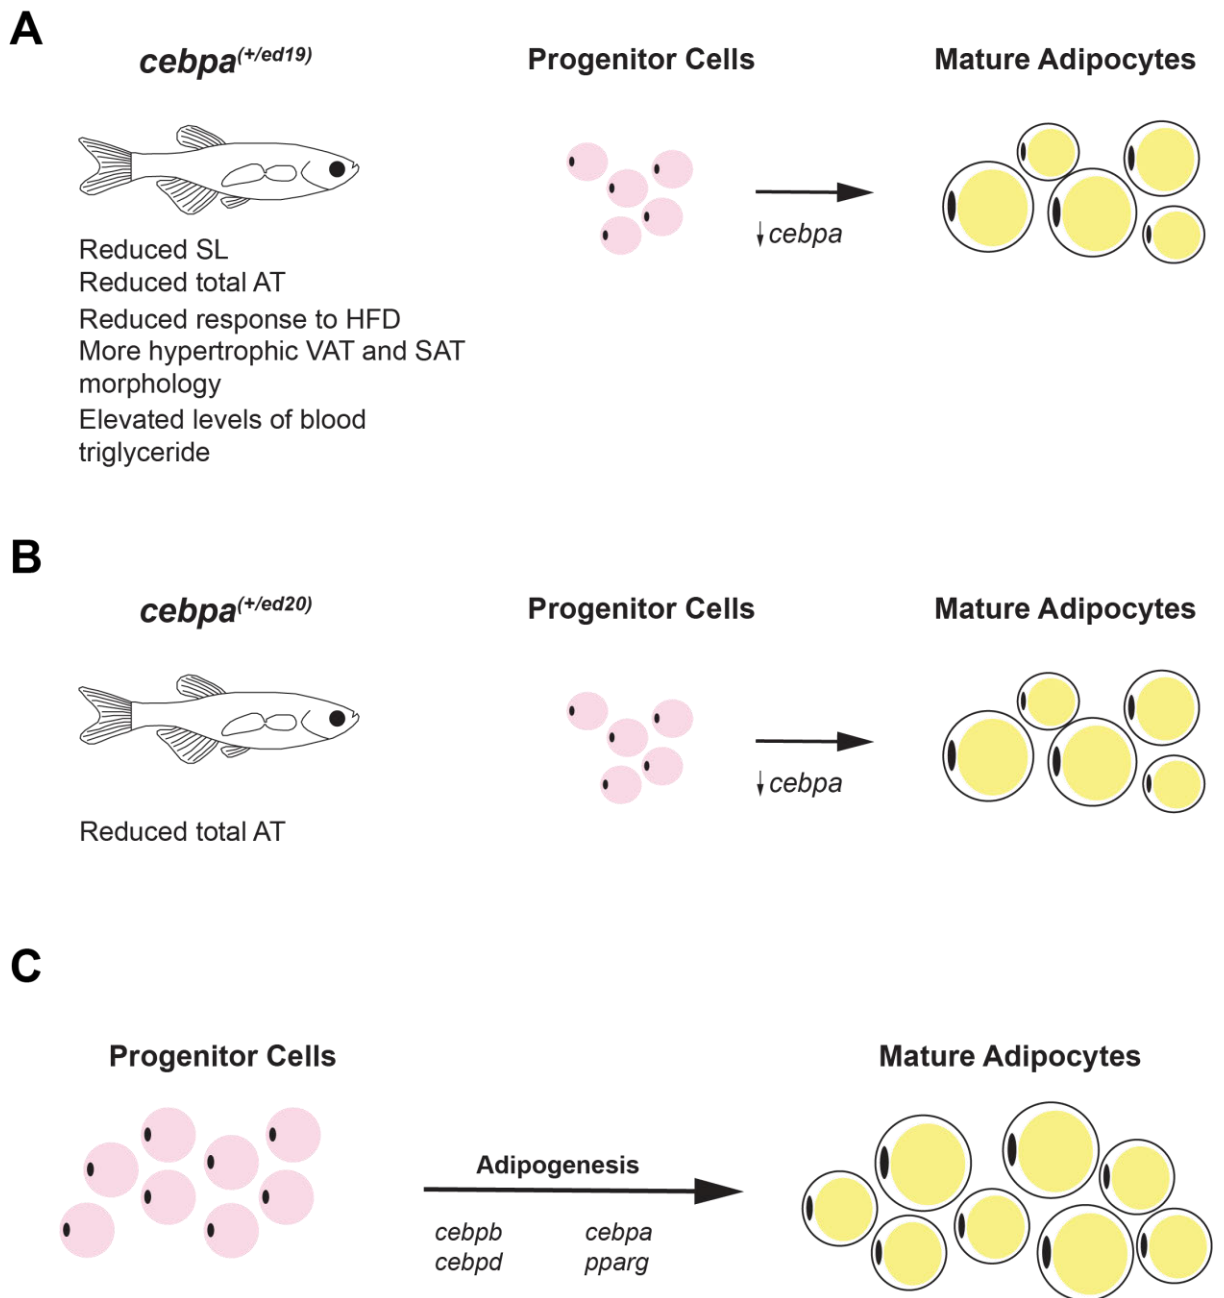 A
cebpa(+/ed19)
Progenitor Cells
Mature Adipocytes
↓ cebpa
Reduced SL
Reduced total AT
Reduced response to HFD
More hypertrophic VAT and SAT
morphology
Elevated levels of blood
triglyceride
B
cebpa(+/ed20)
Progenitor Cells
Mature Adipocytes
↓ cebpa
Reduced total AT
C
Progenitor Cells
Mature Adipocytes
Adipogenesis
cebpb cebpa
cebpd pparg